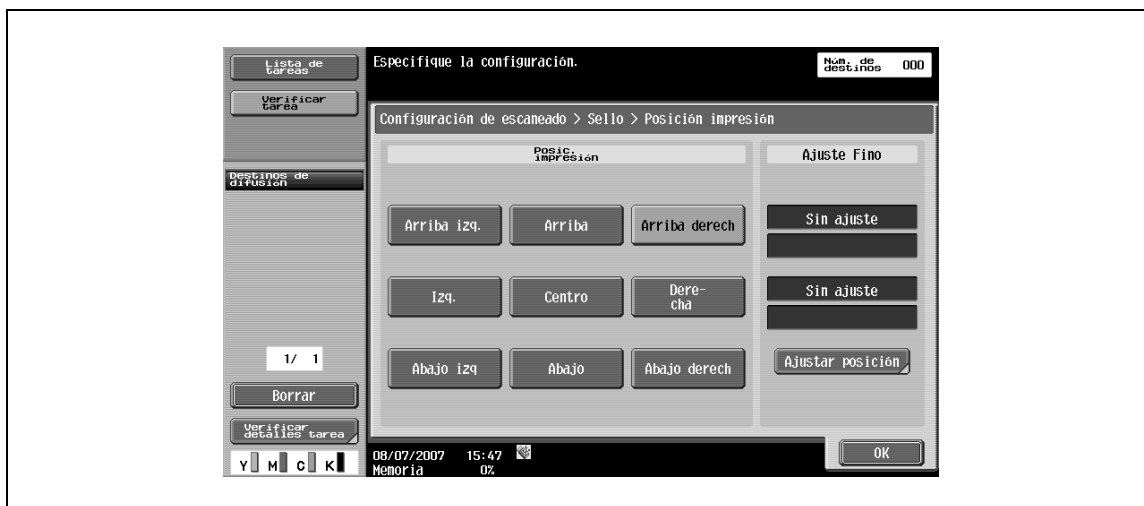 Lista de
tareas
Verificar
tarea
Destinos de
difusión
1/ 1
Borrar
Verificar
detalles tarea
Y M C K
Especifique la configuración.
Núm. de
destinos 000
Configuración de escaneado > Sello > Posición impresión
Posic.
impresión
Ajuste Fino
Arriba izq. Arriba Arriba derech
Sin ajuste
Izq. Centro Dere-
cha
Sin ajuste
Abajo izq Abajo Abajo derech
Ajustar posición
08/07/2007 15:47
Memoria 0%
OK